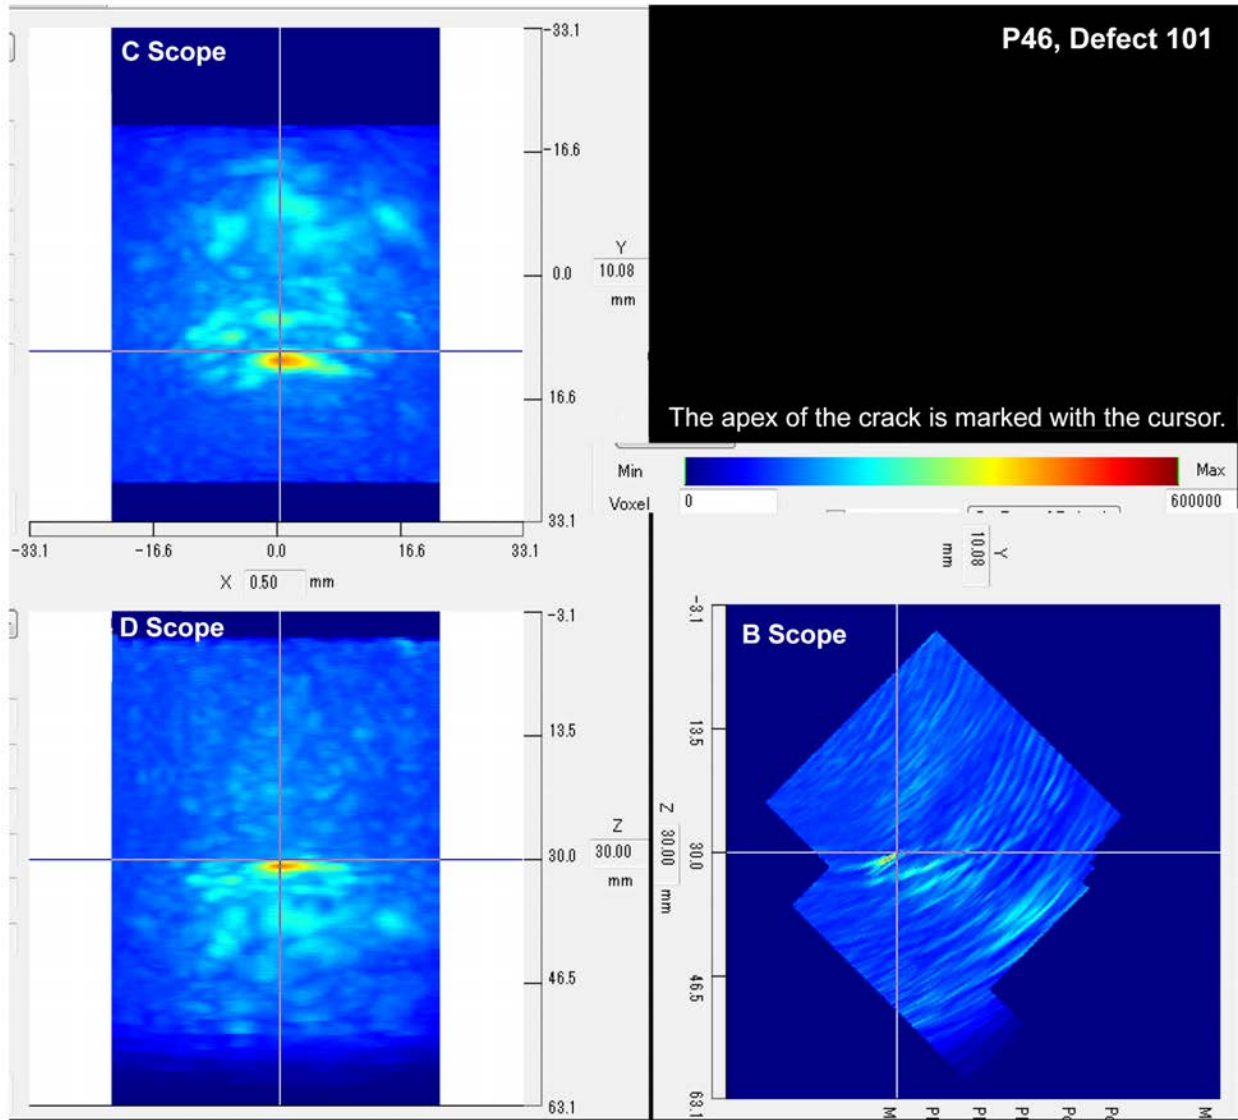 C Scope
-33.1
-16.6
0.0
16.6
33.1
-33.1
-16.6
0.0
16.6
33.1
X 0.50 mm
Y
10.08
mm
P46, Defect 101
The apex of the crack is marked with the cursor.
Min
Max
Voxel
0
600000
D Scope
-3.1
13.5
30.0
46.5
63.1
Z
30.00
mm
Y
10.08
mm
B Scope
-3.1
13.5
30.0
46.5
63.1
Z
30.00
mm